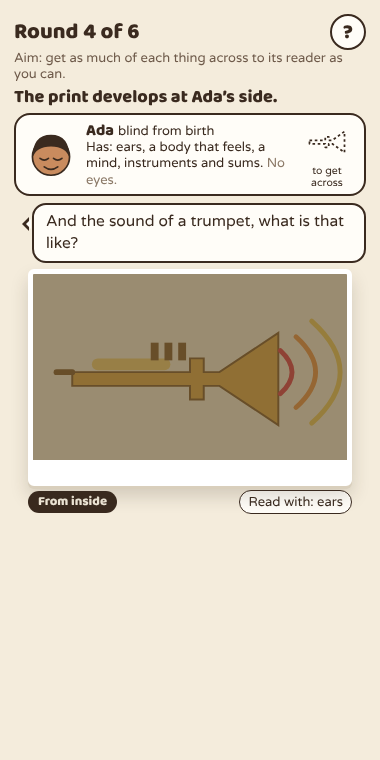 Round 4 of 6
?
Aim: get as much of each thing across to its reader as
you can.
The print develops at Ada's side.
Ada blind from birth
Has: ears, a body that feels, a
mind, instruments and sums. No
eyes.
to get
across
And the sound of a trumpet, what is that
like?
From inside
Read with: ears